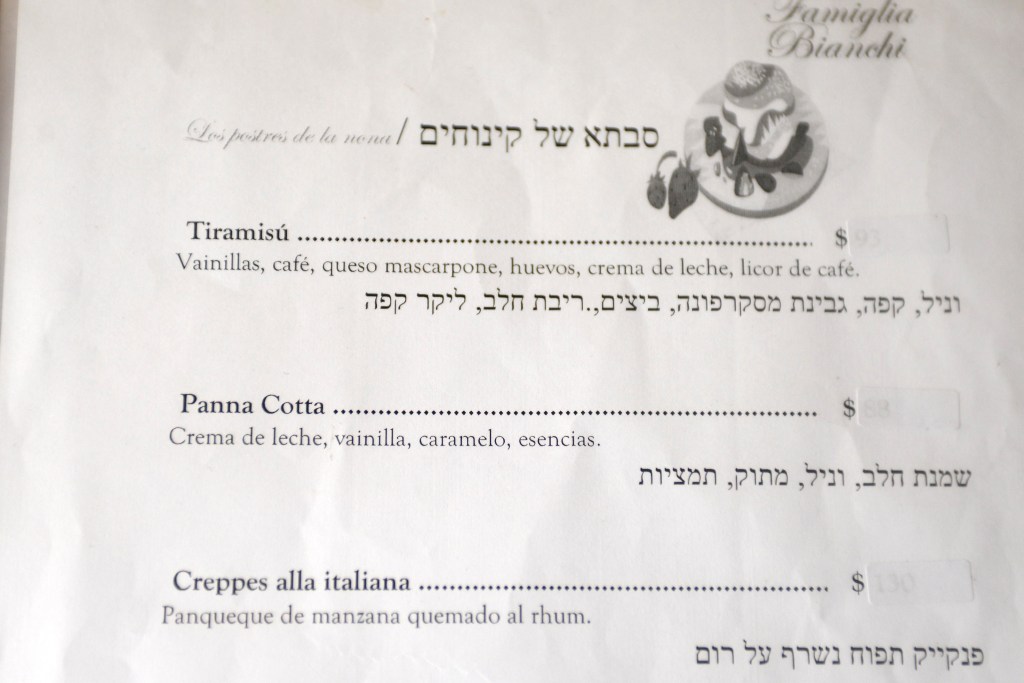 Famiglia
Bianchi
Los postres de la nona / סבתא של קינוחים
Tiramisú ........................................................................ $ 93
Vainillas, café, queso mascarpone, huevos, crema de leche, licor de café.
וניל, קפה, גבינת מסקרפונה, ביצים,.ריבת חלב, ליקר קפה
Panna Cotta ................................................................ $ 88
Crema de leche, vainilla, caramelo, esencias.
שמנת חלב, וניל, מתוק, תמציות
Creppes alla italiana ...................................................... $ 130
Panqueque de manzana quemado al rhum.
פנקייק תפוח נשרף על רום